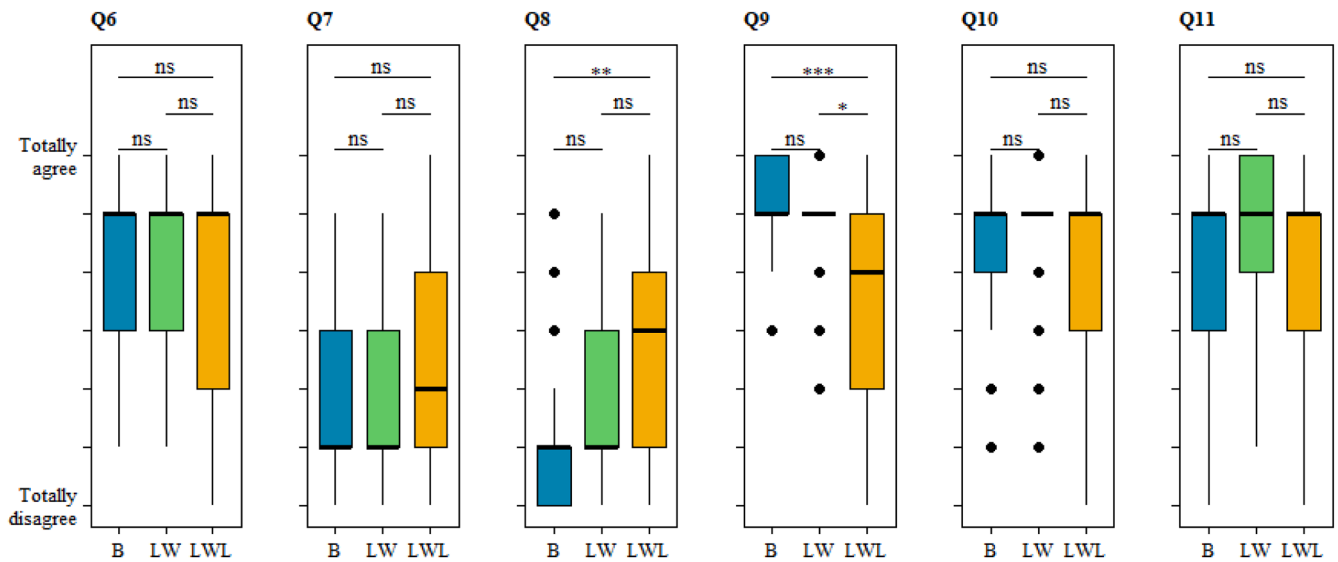 Q6 Q7 Q8 Q9 Q10 Q11
ns ns ** *** ns ns
ns ns ns * ns ns
ns ns ns ns ns ns
Totally
agree
Totally
disagree
B LW LWL B LW LWL B LW LWL B LW LWL B LW LWL B LW LWL